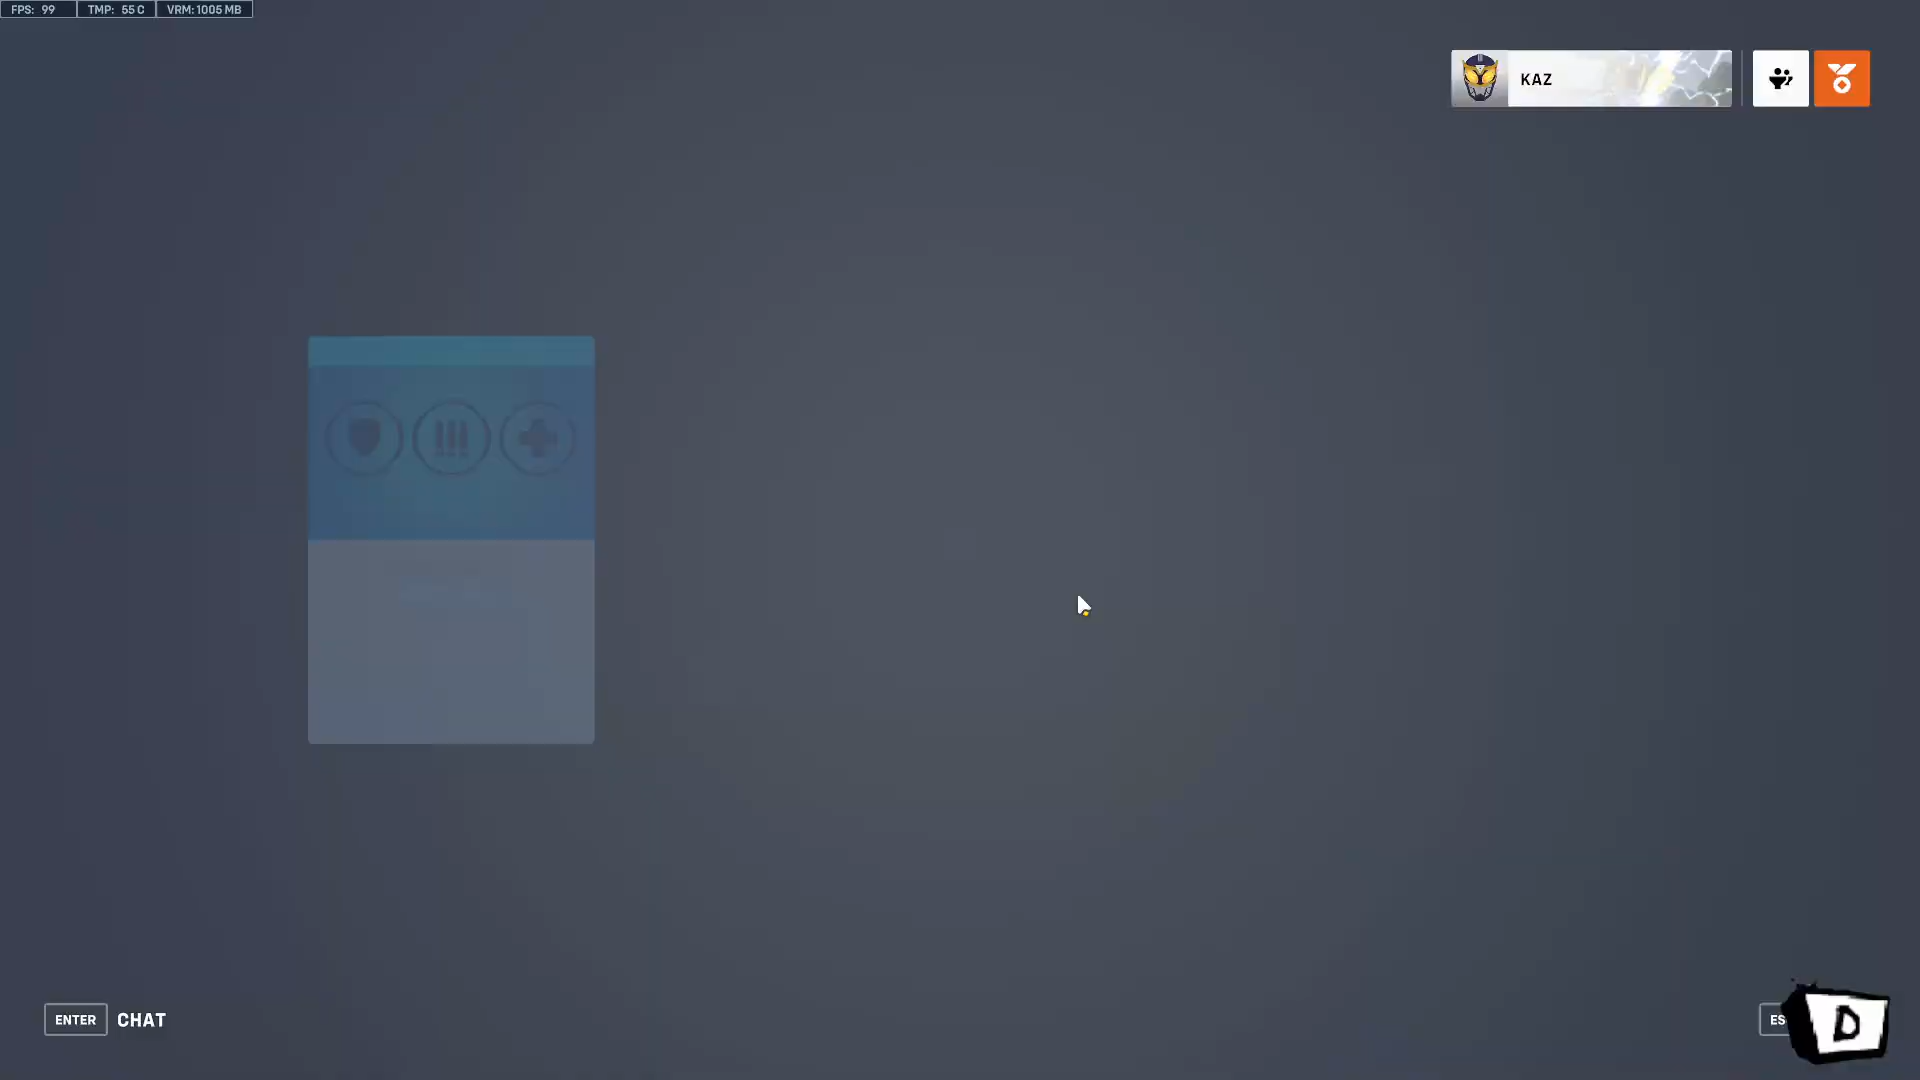 FPS: 99 TMP: 55 C VRM: 1005 MB
KAZ
ENTER CHAT
ES
D